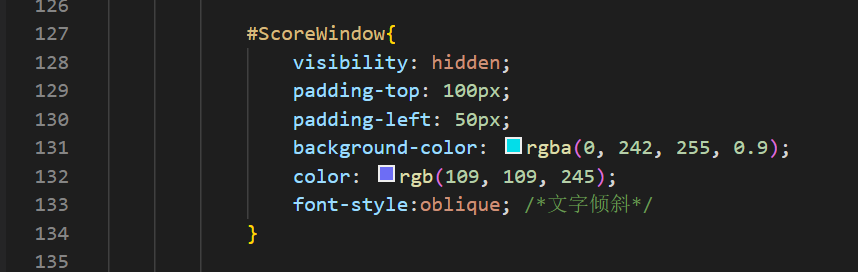 126
127 #ScoreWindow{
128 visibility: hidden;
129 padding-top: 100px;
130 padding-left: 50px;
131 background-color: rgba(0, 242, 255, 0.9);
132 color: rgb(109, 109, 245);
133 font-style:oblique; /*文字倾斜*/
134 }
135